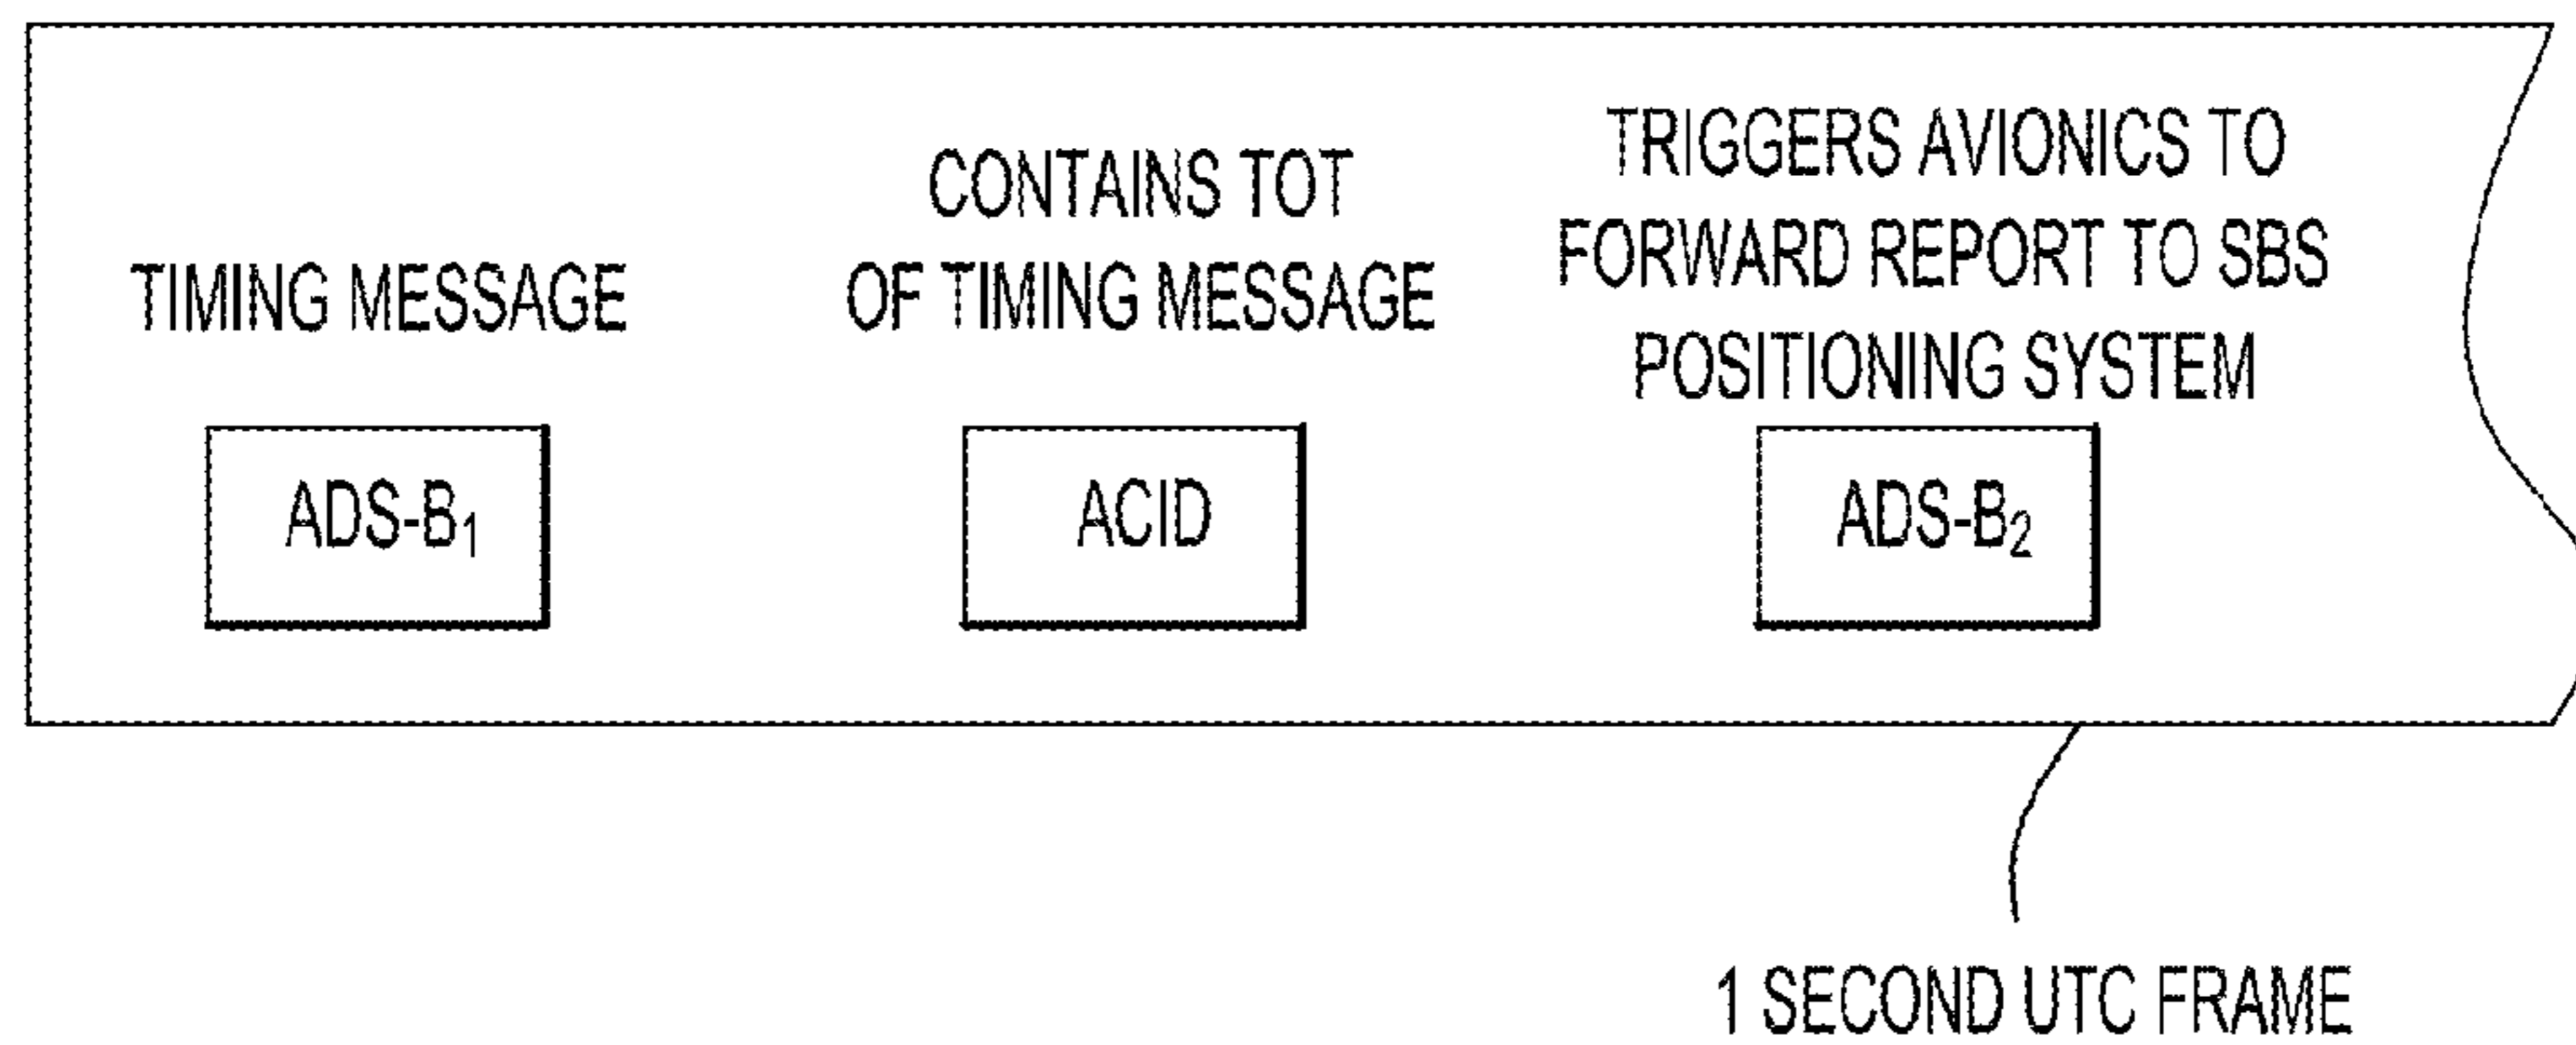 TIMING MESSAGE
CONTAINS TOT
OF TIMING MESSAGE
TRIGGERS AVIONICS TO
FORWARD REPORT TO SBS
POSITIONING SYSTEM
ADS-B₁
ACID
ADS-B₂
1 SECOND UTC FRAME